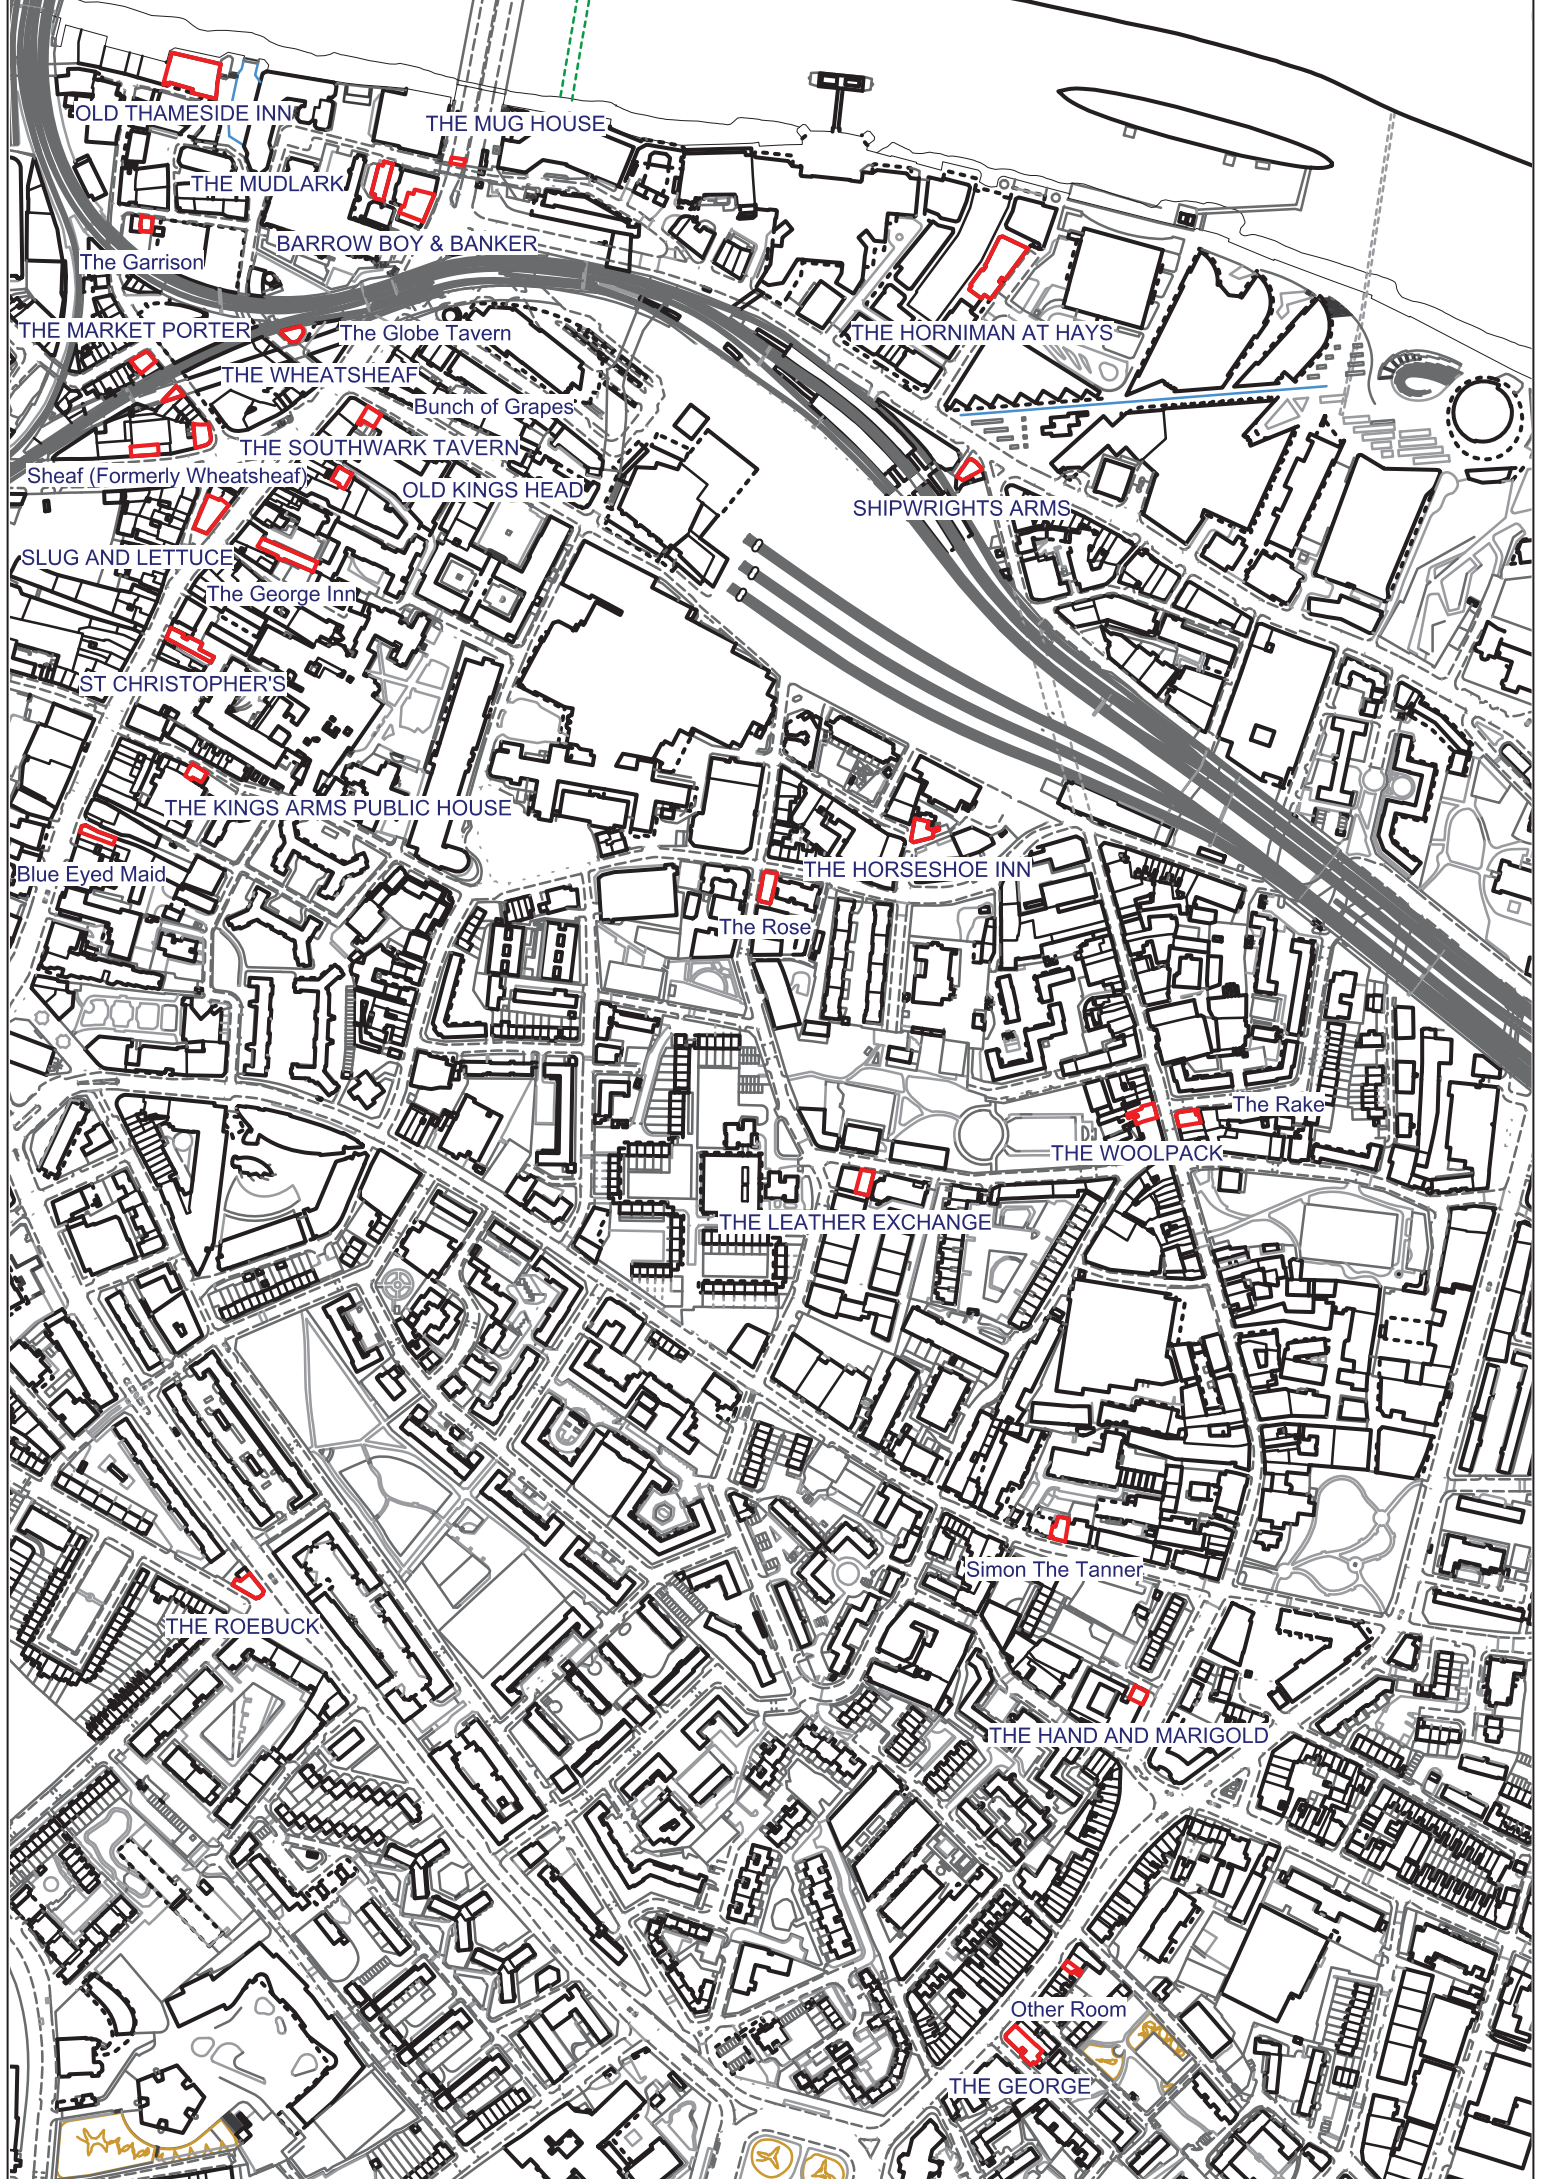 OLD THAMESIDE INN
THE MUG HOUSE
THE MUDLARK
BARROW BOY & BANKER
The Garrison
THE MARKET PORTER
The Globe Tavern
THE HORNIMAN AT HAYS
THE WHEATSHEAF
Bunch of Grapes
THE SOUTHWARK TAVERN
Sheaf (Formerly Wheatsheaf)
OLD KINGS HEAD
SHIPWRIGHTS ARMS
SLUG AND LETTUCE
The George Inn
ST CHRISTOPHER'S
THE KINGS ARMS PUBLIC HOUSE
Blue Eyed Maid
THE HORSESHOE INN
The Rose
The Rake
THE WOOLPACK
THE LEATHER EXCHANGE
Simon The Tanner
THE ROEBUCK
THE HAND AND MARIGOLD
Other Room
THE GEORGE